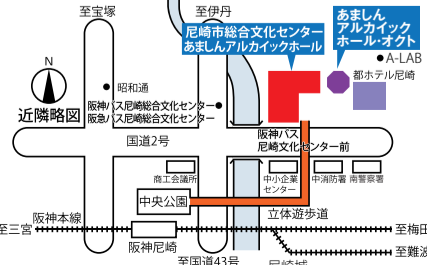 至宝塚
至伊丹
尼崎市総合文化センター
あましんアルカイックホール
あましん
アルカイック
ホール・オクト
A-LAB
都ホテル尼崎
N
近隣略図
昭和通
阪神バス尼崎総合文化センター
阪急バス尼崎総合文化センター
国道2号
阪神バス
尼崎文化センター前
商工会議所
中小企業
センター
中消防署
南警察署
中央公園
立体遊歩道
阪神本線
至三宮
至梅田
阪神尼崎
至難波
至国道43号
尼崎城